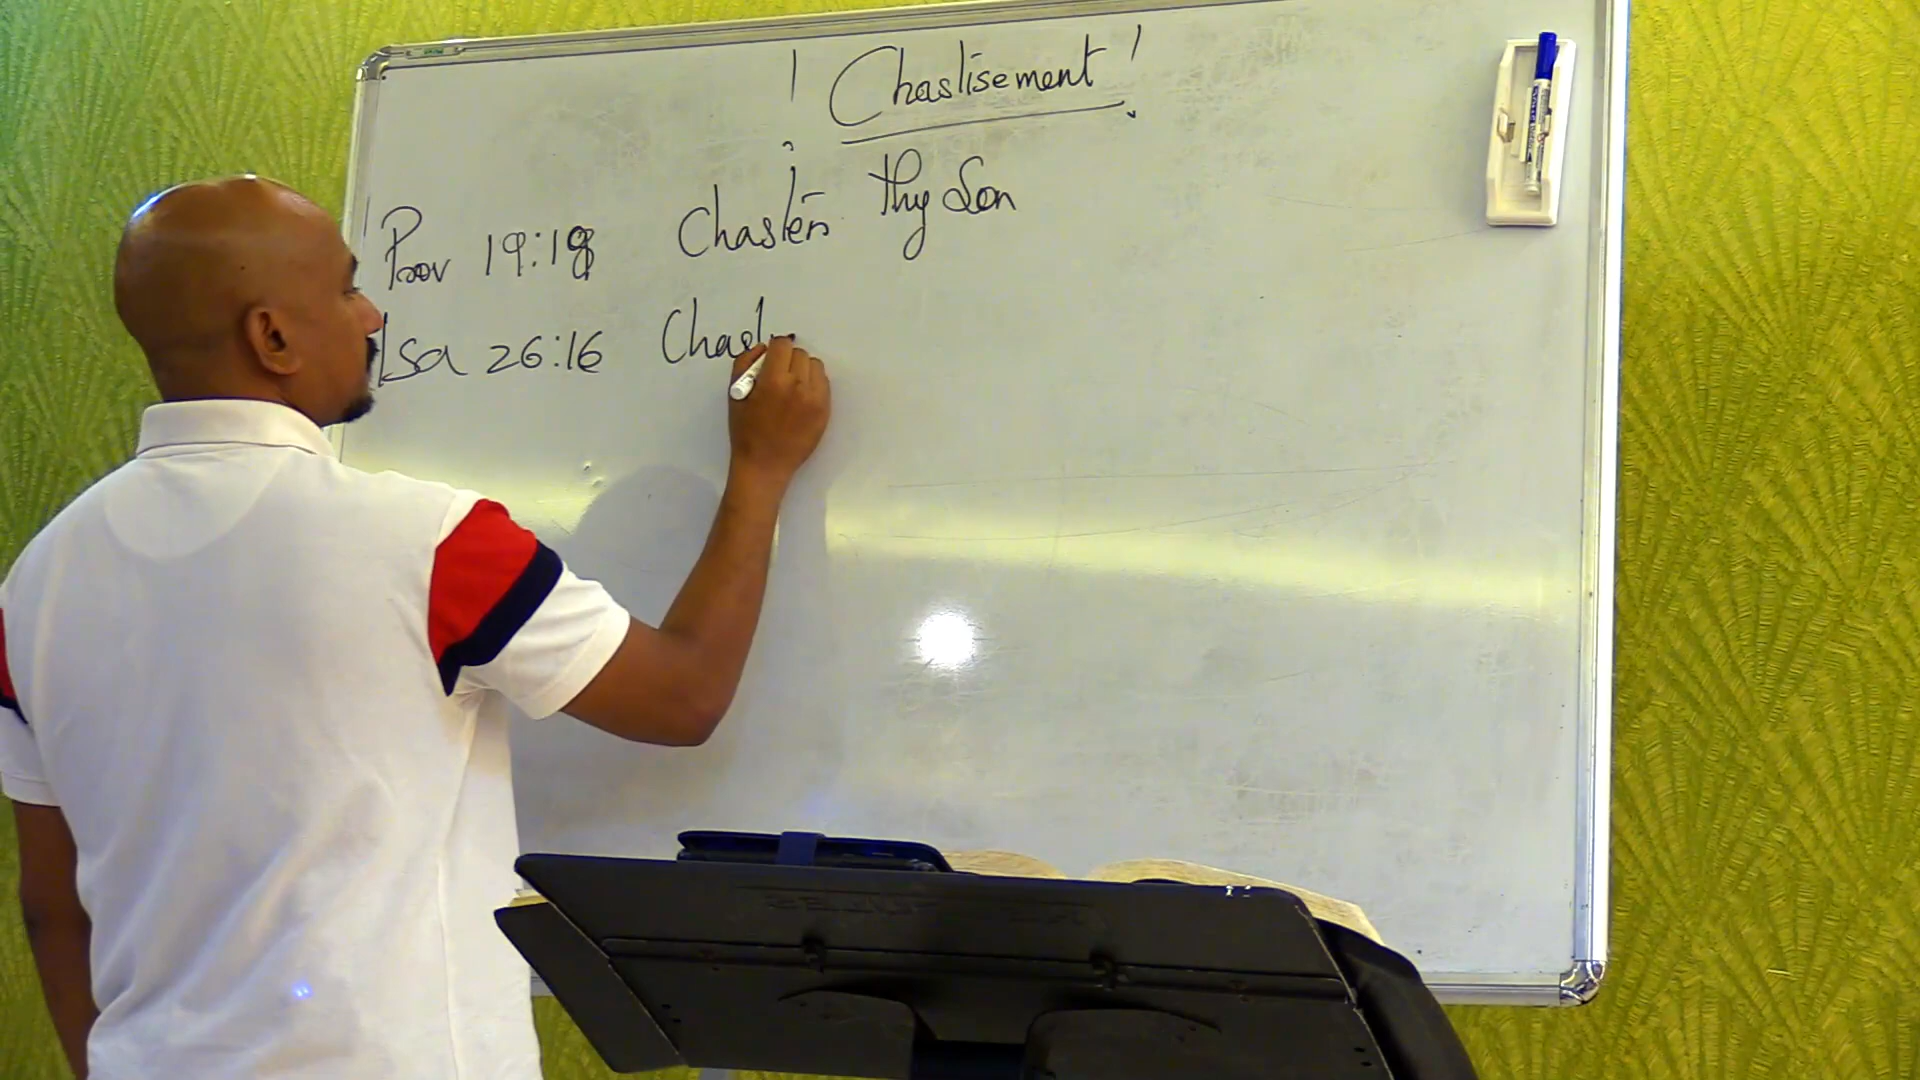 ! Chastisement !
Prov 19:18 Chasten thy Son
Isa 26:16